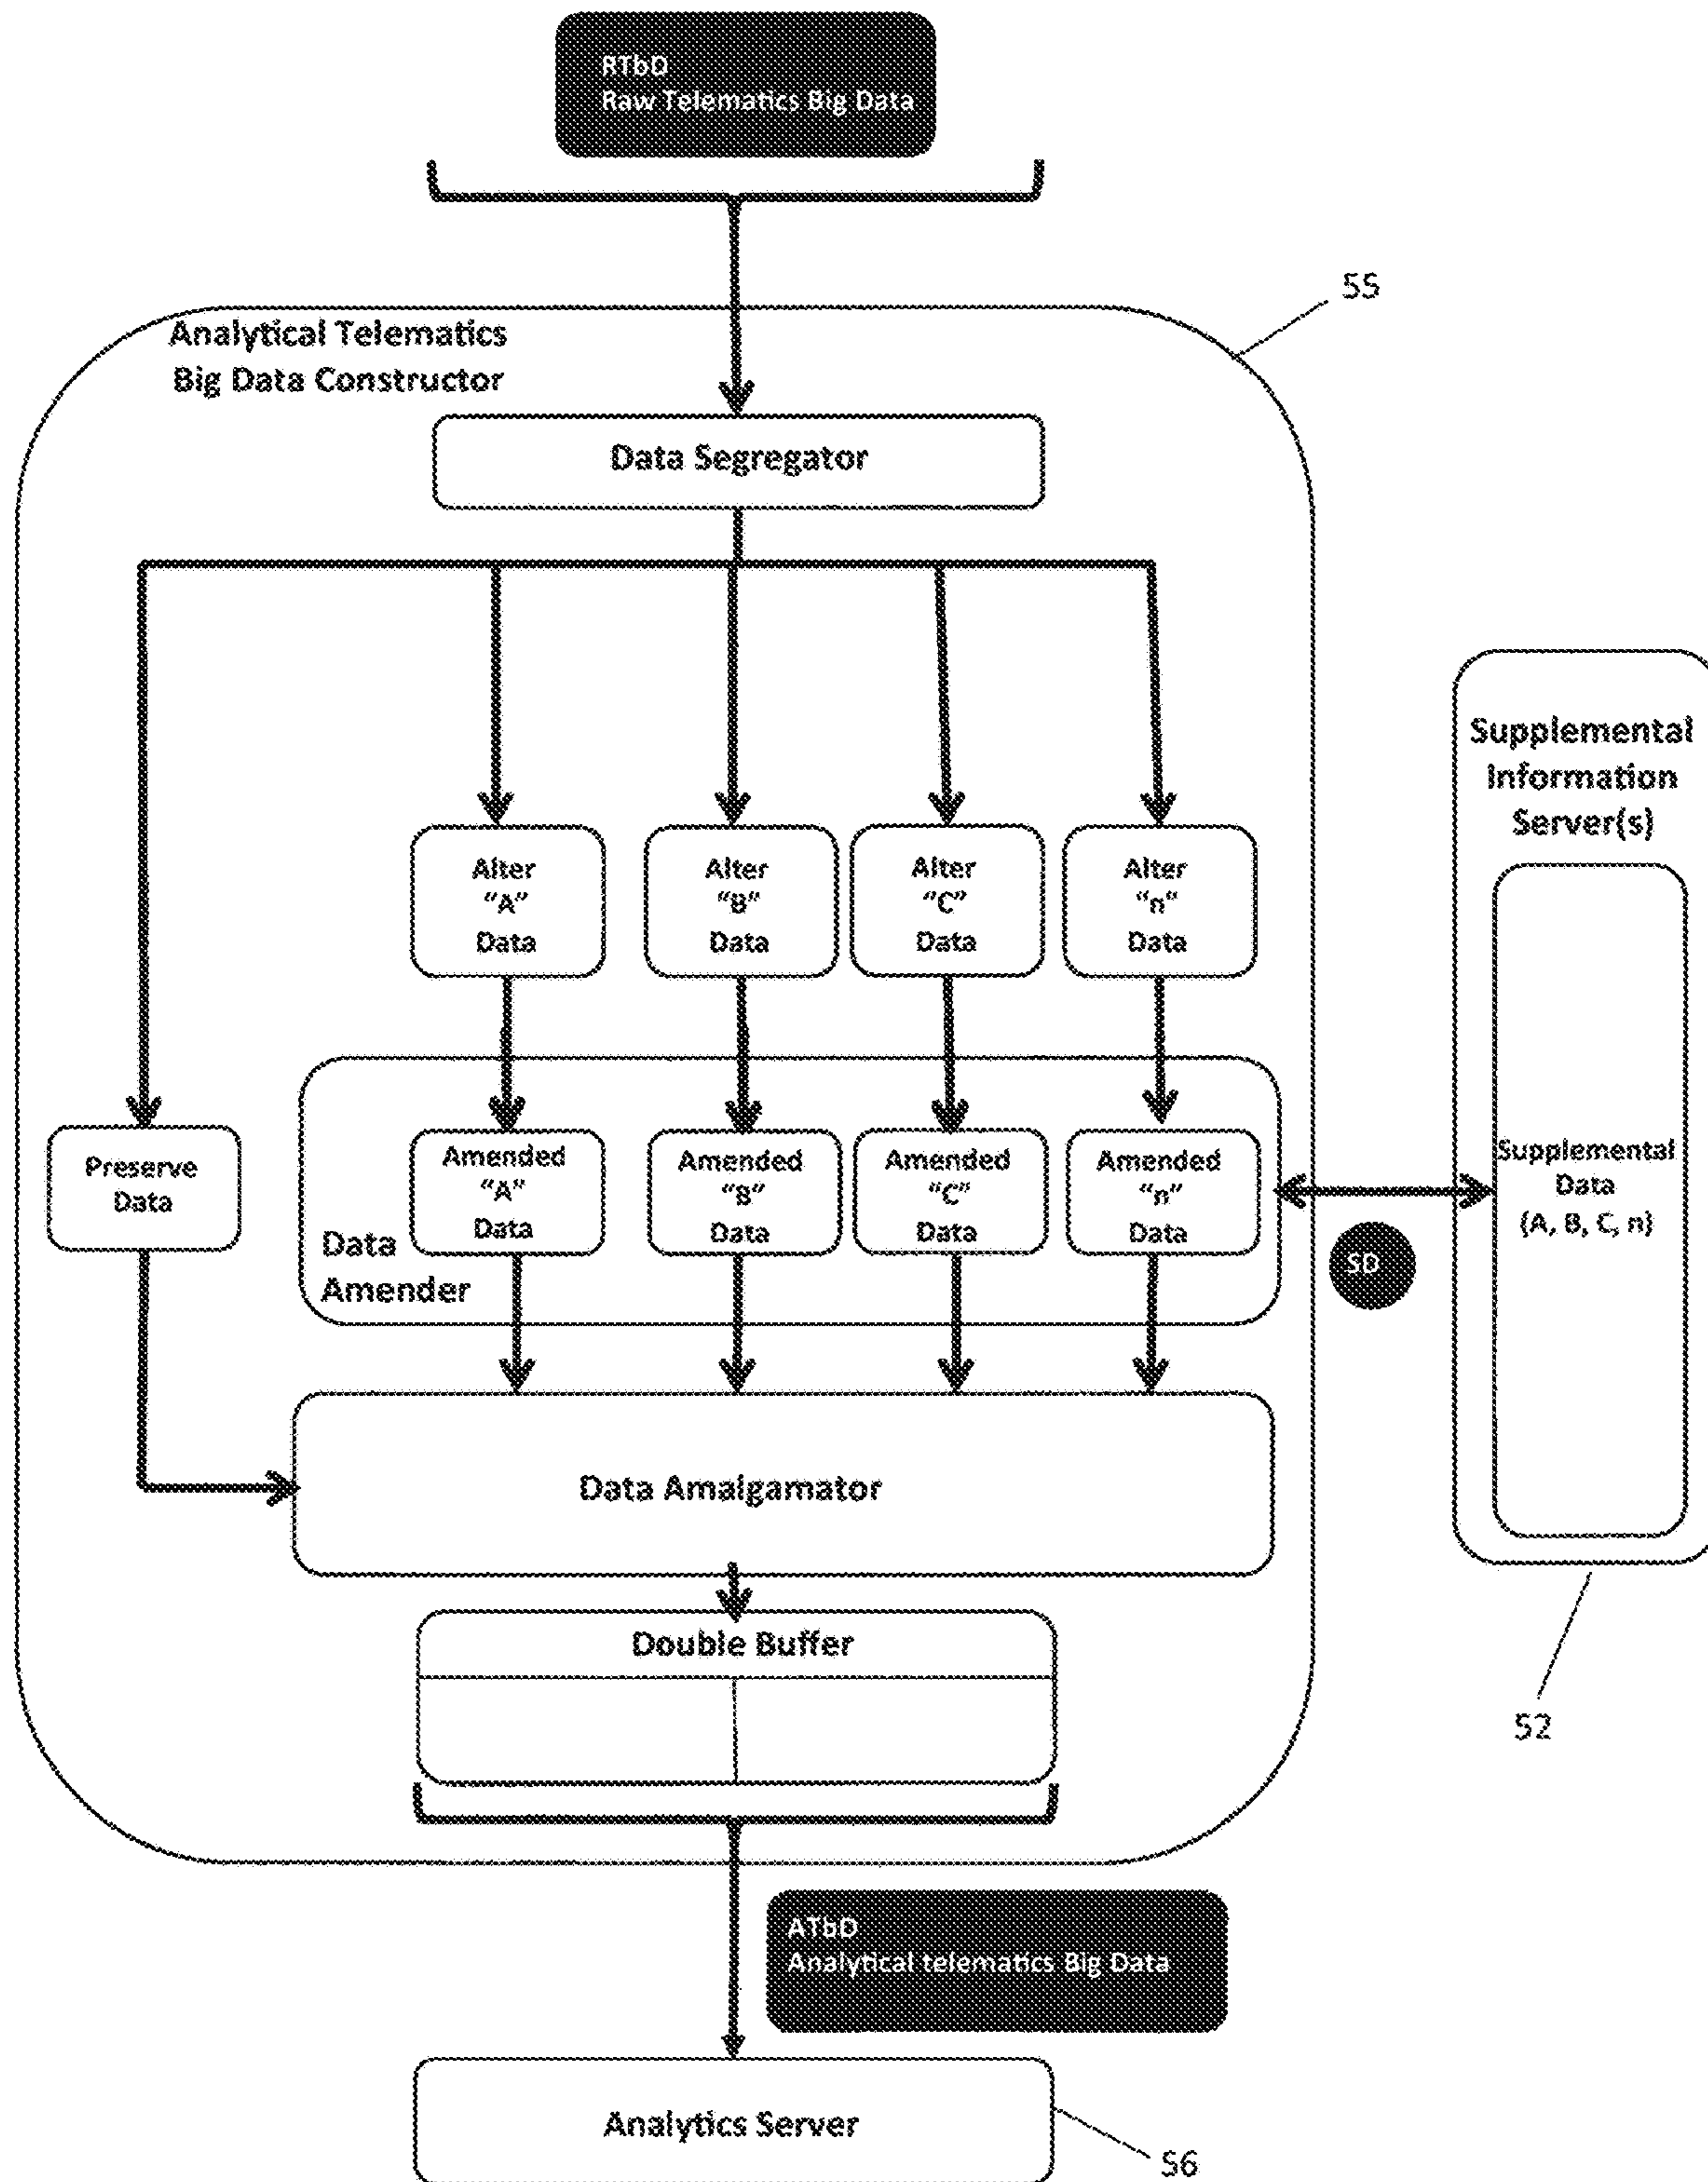 RTbD
Raw Telematics Big Data
55
Analytical Telematics
Big Data Constructor
Data Segregator
Alter
“A”
Data
Alter
“B”
Data
Alter
“C”
Data
Alter
“n”
Data
Supplemental
Information
Server(s)
Preserve
Data
Amended
“A”
Data
Amended
“B”
Data
Amended
“C”
Data
Amended
“n”
Data
Data
Amender
Supplemental
Data
(A, B, C, n)
SD
Data Amalgamator
Double Buffer
52
ATbD
Analytical telematics Big Data
Analytics Server
56